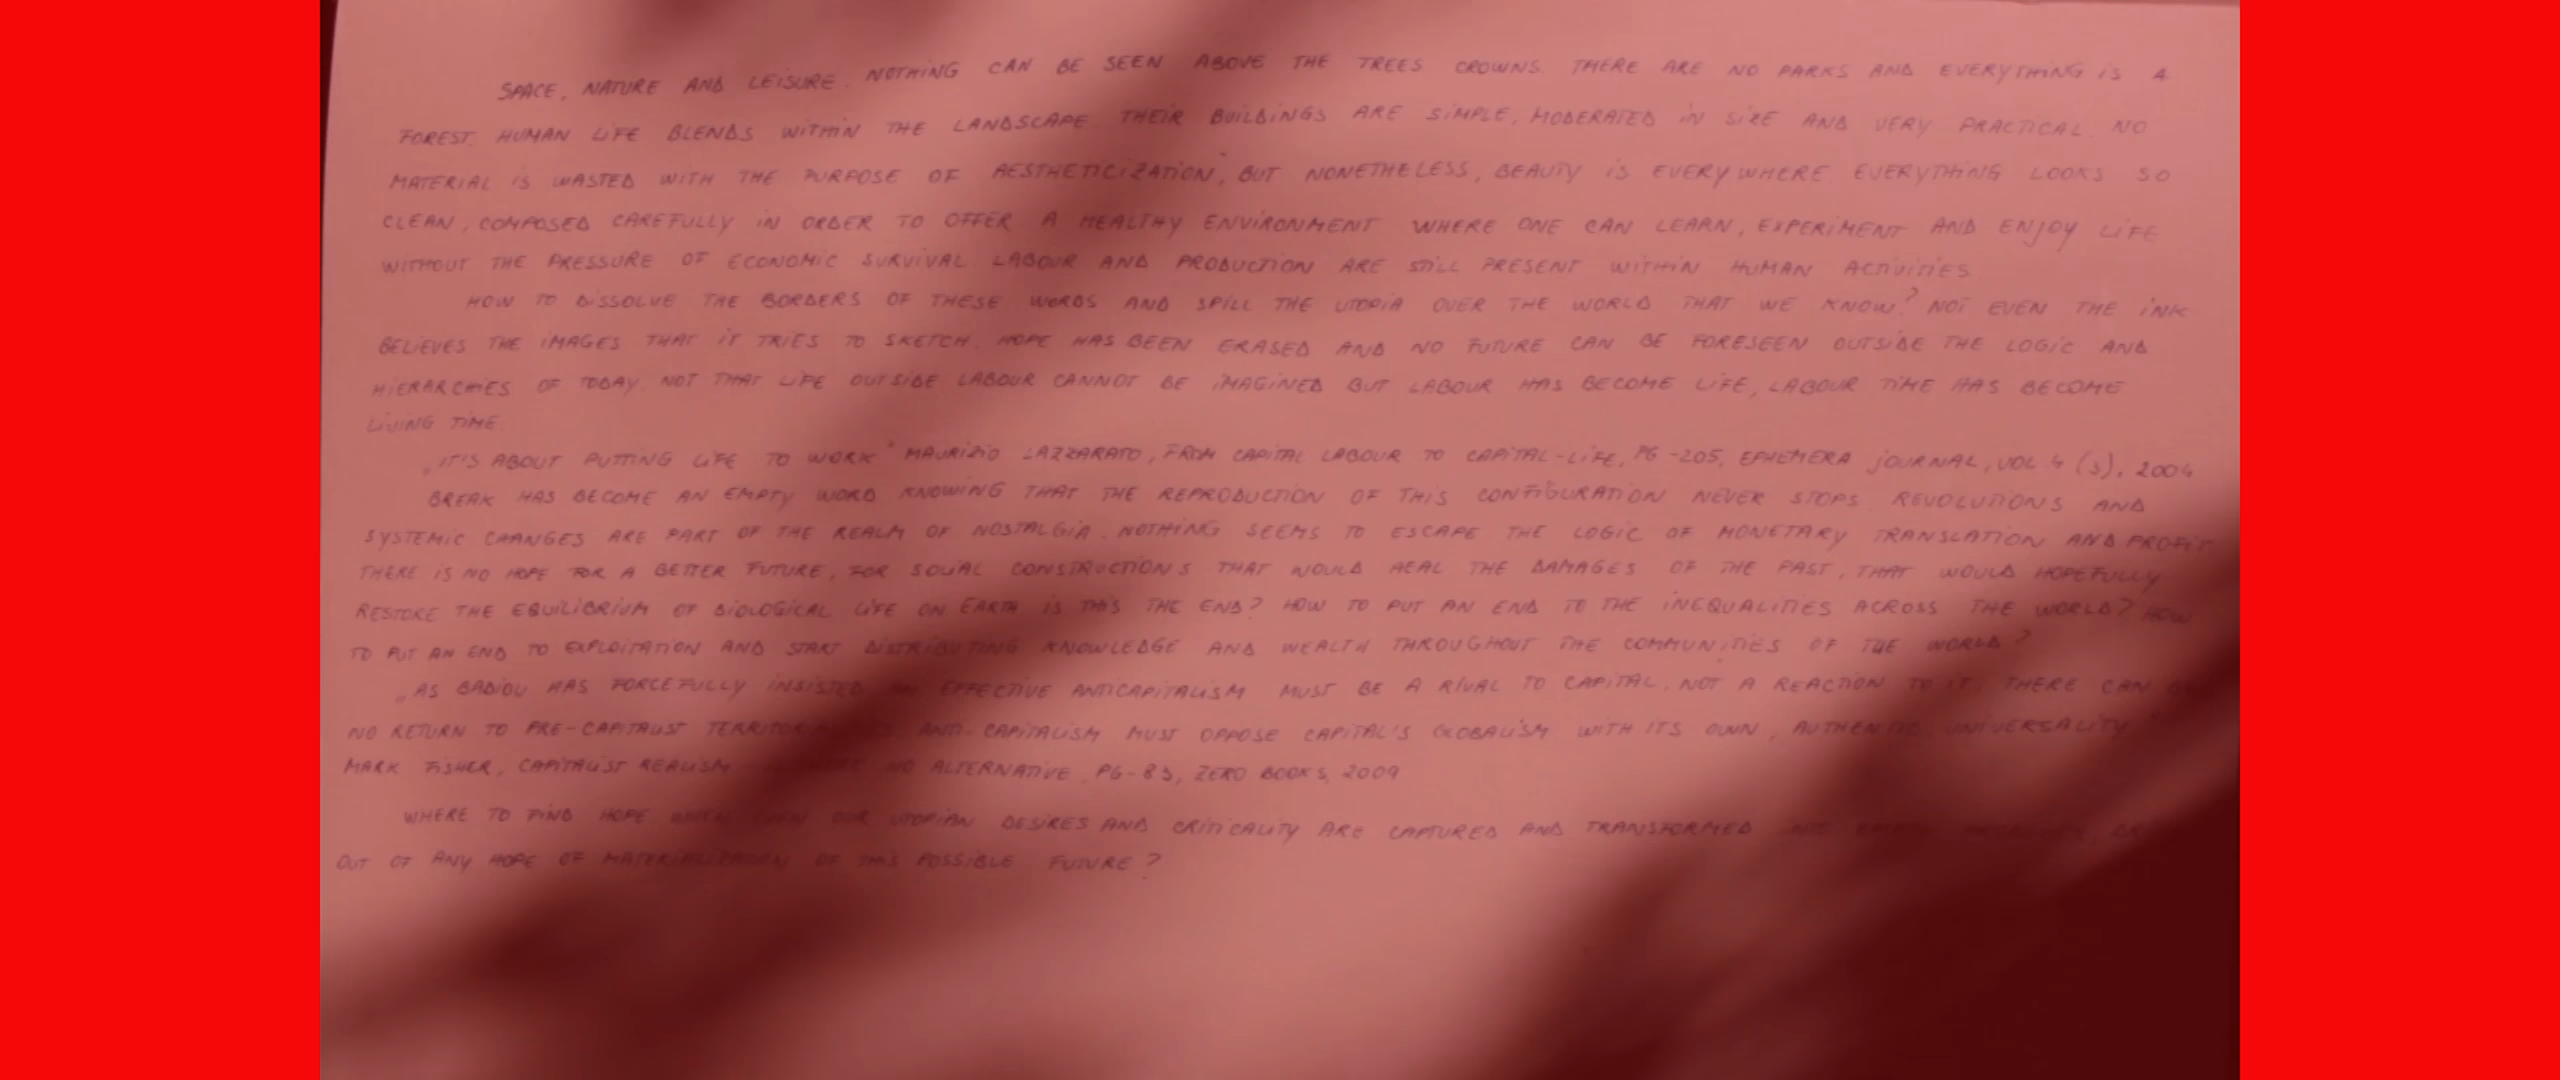 SPACE, NATURE AND LEISURE. NOTHING CAN BE SEEN ABOVE THE TREES CROWNS. THERE ARE NO PARKS AND EVERYTHING IS A
FOREST. HUMAN LIFE BLENDS WITHIN THE LANDSCAPE THEIR BUILDINGS ARE SIMPLE, MODERATED IN SIZE AND VERY PRACTICAL. NO
MATERIAL IS WASTED WITH THE PURPOSE OF AESTHETICIZATION, BUT NONETHELESS, BEAUTY IS EVERYWHERE EVERYTHING LOOKS SO
CLEAN, COMPOSED CAREFULLY IN ORDER TO OFFER A HEALTHY ENVIRONMENT WHERE ONE CAN LEARN, EXPERIMENT AND ENJOY LIFE
WITHOUT THE PRESSURE OF ECONOMIC SURVIVAL. LABOUR AND PRODUCTION ARE STILL PRESENT WITHIN HUMAN ACTIVITIES
HOW TO DISSOLVE THE BORDERS OF THESE WORDS AND SPILL THE UTOPIA OVER THE WORLD THAT WE KNOW? NOT EVEN THE INK
BELIEVES THE IMAGES THAT IT TRIES TO SKETCH. HOPE HAS BEEN ERASED AND NO FUTURE CAN BE FORESEEN OUTSIDE THE LOGIC AND
HIERARCHIES OF TODAY. NOT THAT LIFE OUTSIDE LABOUR CANNOT BE IMAGINED BUT LABOUR HAS BECOME LIFE, LABOUR TIME HAS BECOME
LIVING TIME.
„IT'S ABOUT PUTTING LIFE TO WORK" MAURIZIO LAZZARATO, FROM CAPITAL LABOUR TO CAPITAL-LIFE, PG-205, EPHEMERA JOURNAL, VOL 4 (3), 2004
BREAK HAS BECOME AN EMPTY WORD KNOWING THAT THE REPRODUCTION OF THIS CONFIGURATION NEVER STOPS. REVOLUTIONS AND
SYSTEMIC CHANGES ARE PART OF THE REALM OF NOSTALGIA. NOTHING SEEMS TO ESCAPE THE LOGIC OF MONETARY TRANSLATION AND PROFIT
THERE IS NO HOPE FOR A BETTER FUTURE, FOR SOCIAL CONSTRUCTIONS THAT WOULD HEAL THE DAMAGES OF THE PAST, THAT WOULD HOPEFULLY
RESTORE THE EQUILIBRIUM OF BIOLOGICAL LIFE ON EARTH IS THIS THE END? HOW TO PUT AN END TO THE INEQUALITIES ACROSS THE WORLD? HOW
TO PUT AN END TO EXPLOITATION AND START DISTRIBUTING KNOWLEDGE AND WEALTH THROUGHOUT THE COMMUNITIES OF THE WORLD?
„AS BADIOU HAS FORCEFULLY INSISTED AN EFFECTIVE ANTICAPITALISM MUST BE A RIVAL TO CAPITAL, NOT A REACTION TO IT. THERE CAN
NO RETURN TO PRE-CAPITALIST ANTI-CAPITALISM MUST OPPOSE CAPITAL'S GLOBALISM WITH ITS OWN, AUTHENTIC, UNIVERSALITY
MARK FISHER, CAPITALIST REALISM NO ALTERNATIVE, PG-83, ZERO BOOKS, 2009
WHERE TO FIND HOPE WHEN EVEN OUR UTOPIAN DESIRES AND CRITICALITY ARE CAPTURED AND TRANSFORMED
OUT OF ANY HOPE OF MATERIALIZATION OF THIS POSSIBLE FUTURE?